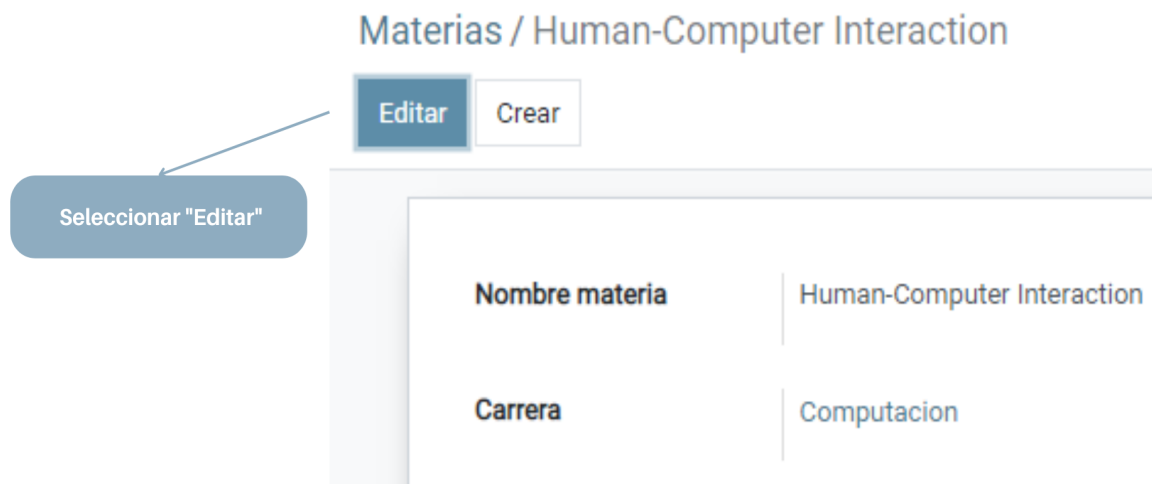 Materias / Human-Computer Interaction
Editar Crear
Seleccionar "Editar"
Nombre materia Human-Computer Interaction
Carrera Computacion